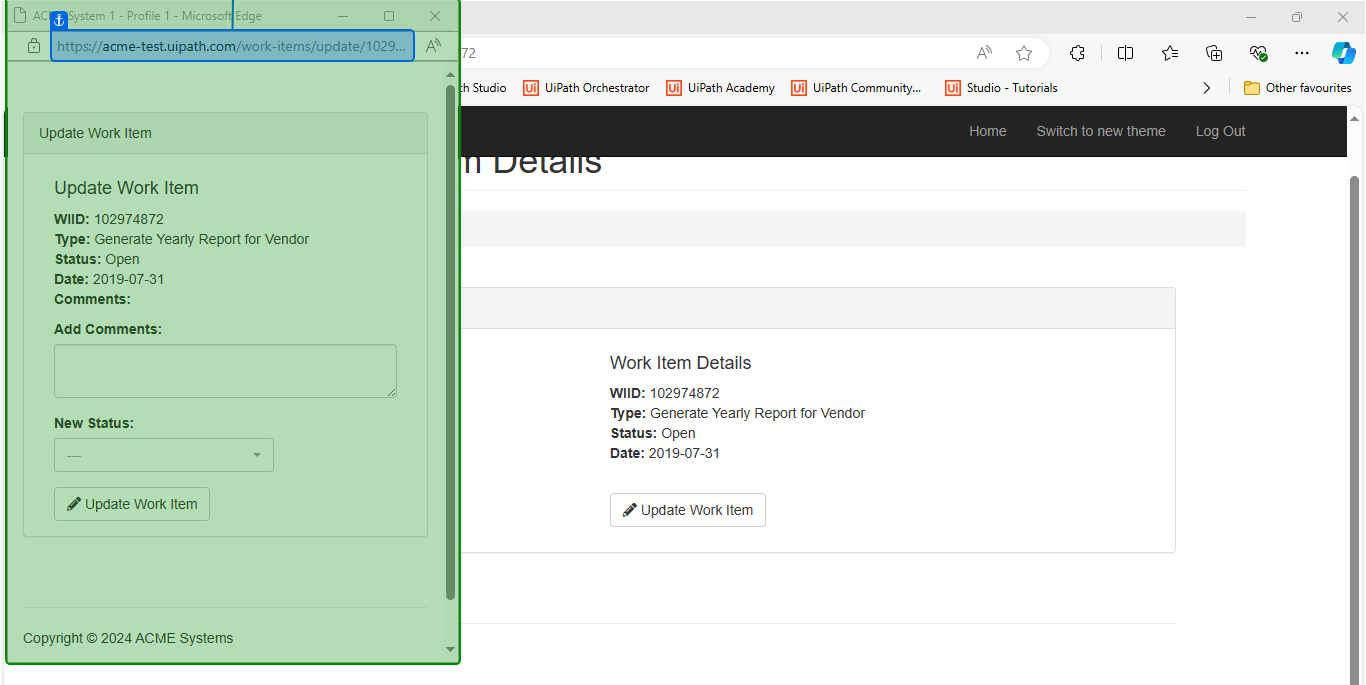 ACME System 1 - Profile 1 - Microsoft Edge
https://acme-test.uipath.com/work-items/update/1029...
Update Work Item
Update Work Item
WIID: 102974872
Type: Generate Yearly Report for Vendor
Status: Open
Date: 2019-07-31
Comments:
Add Comments:
New Status:
---
Update Work Item
Copyright © 2024 ACME Systems
72
Studio
UiPath Orchestrator
UiPath Academy
UiPath Community...
Studio - Tutorials
Other favourites
Home
Switch to new theme
Log Out
Details
Work Item Details
WIID: 102974872
Type: Generate Yearly Report for Vendor
Status: Open
Date: 2019-07-31
Update Work Item